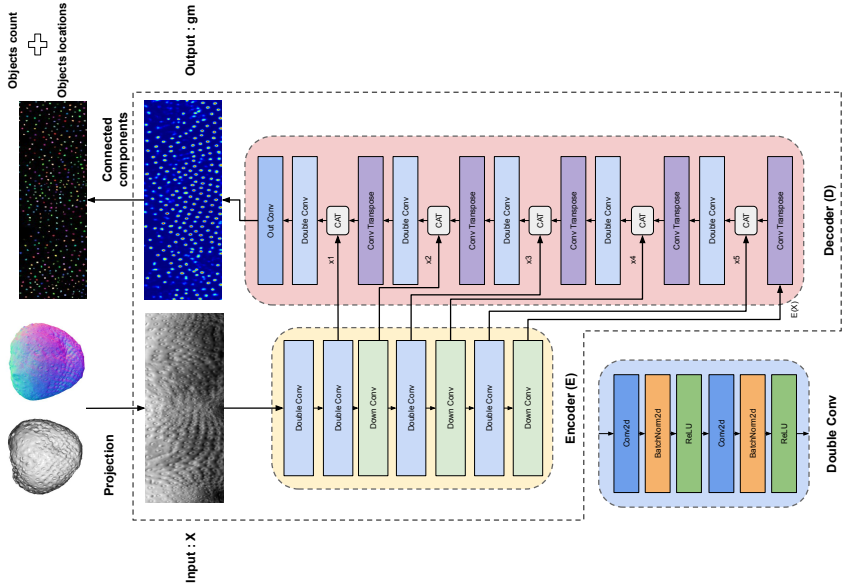 Objects count
Objects locations
Connected
components
Projection
Output : gm
Input : X
Out Conv
Double Conv
CAT
Conv Transpose
Double Conv
CAT
Conv Transpose
Double Conv
CAT
Conv Transpose
Double Conv
CAT
Conv Transpose
Double Conv
CAT
Conv Transpose
x1
x2
x3
x4
x5
E(X)
Decoder (D)
Double Conv
Double Conv
Down Conv
Double Conv
Down Conv
Double Conv
Down Conv
Encoder (E)
Conv2d
BatchNorm2d
ReLU
Conv2d
BatchNorm2d
ReLU
Double Conv